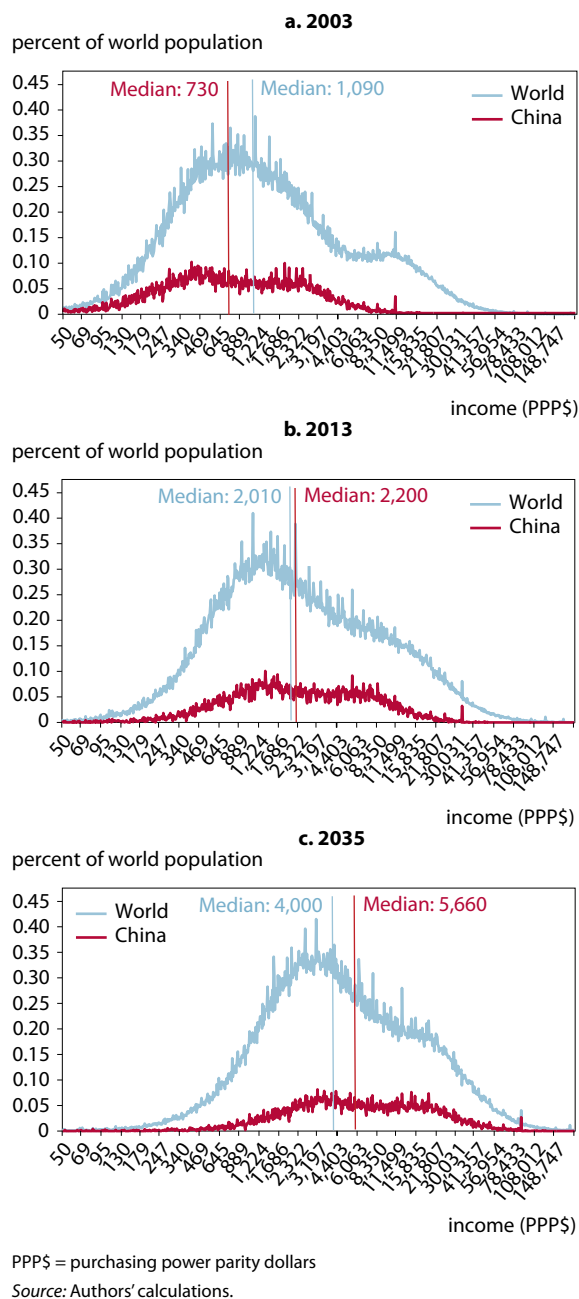 a. 2003
percent of world population
0.45
Median: 730
Median: 1,090
World
China
0.40
0.35
0.30
0.25
0.20
0.15
0.10
0.05
0
50 69 95 130 179 247 340 469 645 889 1,224 1,686 2,322 3,197 4,403 6,063 8,350 11,499 15,835 21,807 30,031 41,357 56,954 78,433 108,012 148,747
income (PPP$)
b. 2013
percent of world population
0.45
Median: 2,010
Median: 2,200
World
China
0.40
0.35
0.30
0.25
0.20
0.15
0.10
0.05
0
50 69 95 130 179 247 340 469 645 889 1,224 1,686 2,322 3,197 4,403 6,063 8,350 11,499 15,835 21,807 30,031 41,357 56,954 78,433 108,012 148,747
income (PPP$)
c. 2035
percent of world population
0.45
World
China
Median: 4,000
Median: 5,660
0.40
0.35
0.30
0.25
0.20
0.15
0.10
0.05
0
50 69 95 130 179 247 340 469 645 889 1,224 1,686 2,322 3,197 4,403 6,063 8,350 11,499 15,835 21,807 30,031 41,357 56,954 78,433 108,012 148,747
income (PPP$)
PPP$ = purchasing power parity dollars
Source: Authors' calculations.